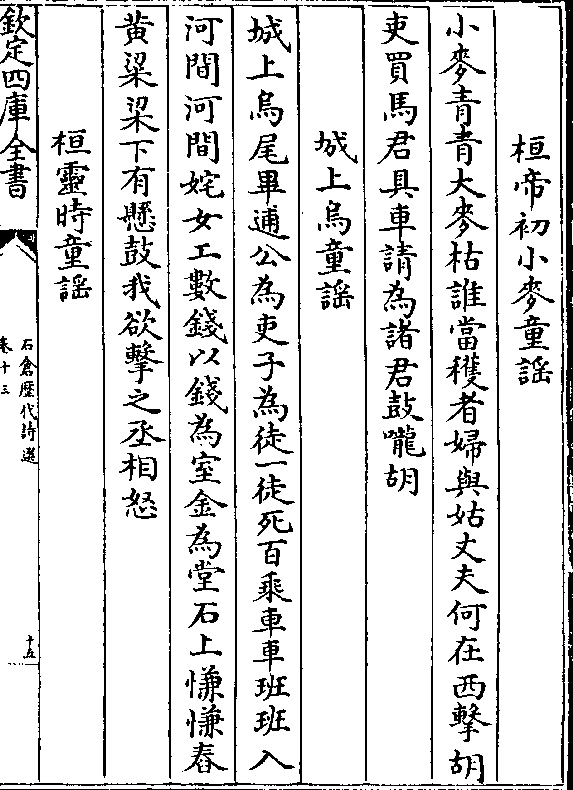 桓帝初小麥童謡
小麥青青大麥枯誰當穫者婦與姑丈夫何在西擊胡
吏買馬君具車請為諸君鼓嚨胡
城上烏童謡
城上烏尾畢逋公為吏子為徒一徒死百乘車車班班入
河間河間姹女工數錢以錢為室金為堂石上慊慊舂
黄粱梁下有懸鼓我欲擊之丞相怒
桓靈時童謡
欽定四庫全書
石倉歴代詩選
卷十三
十五